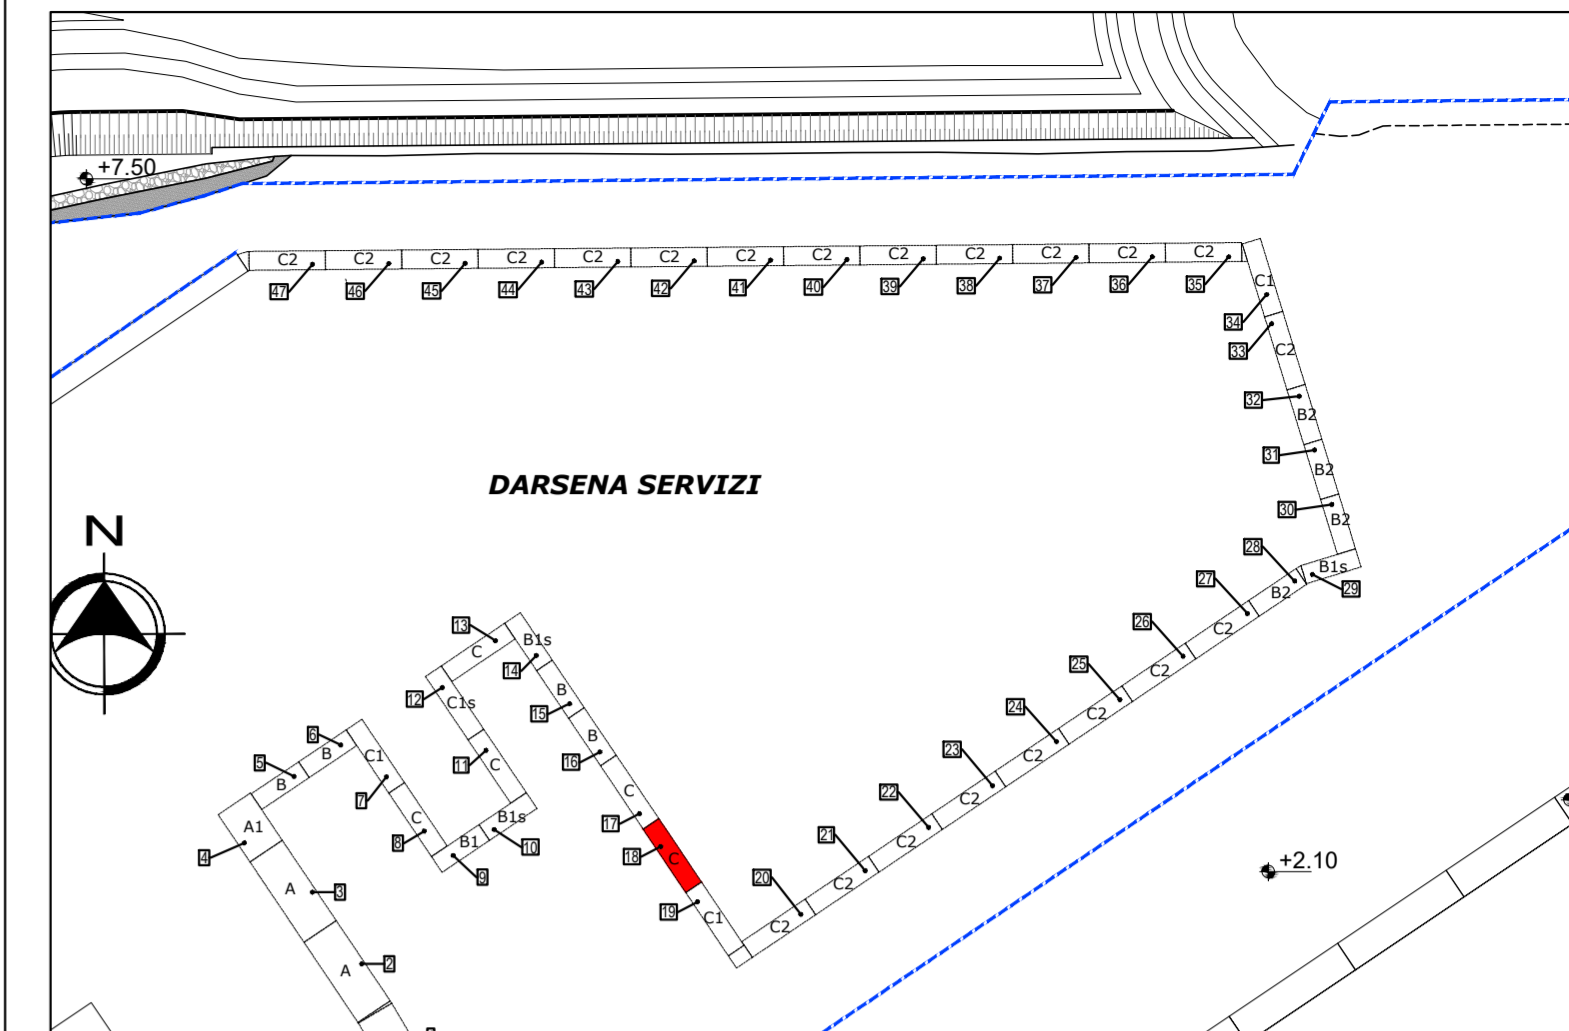 +7.50
C2 C2 C2 C2 C2 C2 C2 C2 C2 C2 C2 C2 C2
47 46 45 44 43 42 41 40 39 38 37 36 35
C1
34
33
C2
32
B2
31
B2
30
B2
DARSENA SERVIZI
N
28
B1s
29
27
B2
26
C2
25
C2
24
C2
23
C2
22
C2
21
C2
20
C2
C2
13
B1s
C
14
12
C1s
B
15
B
16
11
C
C
17
18
C
19
C1
6
B
5
B
C1
7
C
8
B1
B1s
10
9
A1
4
A
3
A
2
+2.10